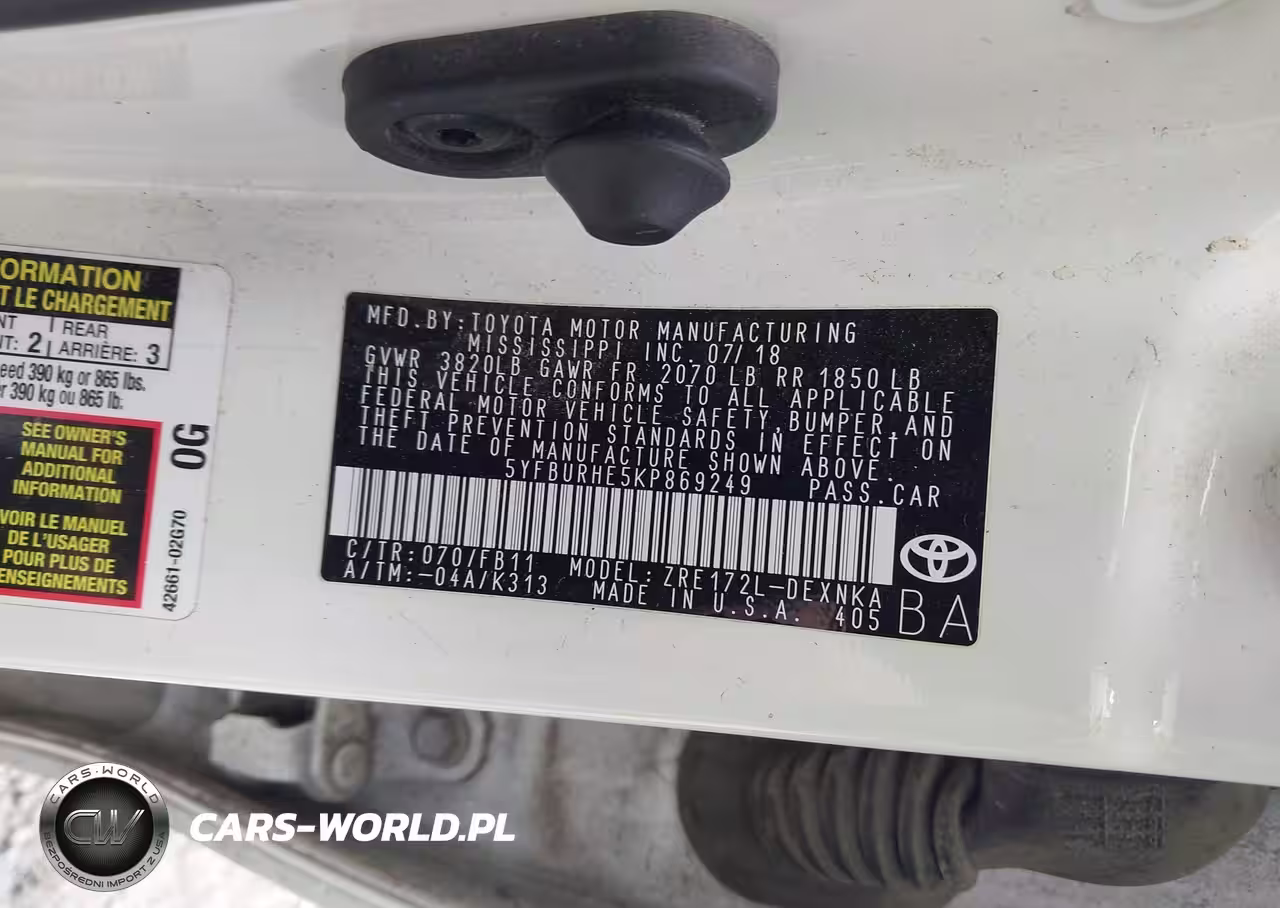 ORMATION
T LE CHARGEMENT
NT 2 | REAR 3
T: | ARRIÈRE:
eed 390 kg or 865 lbs.
r 390 kg ou 865 lb.
SEE OWNER'S
MANUAL FOR
ADDITIONAL
INFORMATION
VOIR LE MANUEL
DE L'USAGER
POUR PLUS DE
ENSEIGNEMENTS
0G
42661-02G70
MFD.BY:TOYOTA MOTOR MANUFACTURING
MISSISSIPPI INC. 07/18
GVWR 3820LB GAWR FR 2070 LB RR 1850 LB
THIS VEHICLE CONFORMS TO ALL APPLICABLE
FEDERAL MOTOR VEHICLE SAFETY, BUMPER, AND
THEFT PREVENTION STANDARDS IN EFFECT ON
THE DATE OF MANUFACTURE SHOWN ABOVE.
5YFBURHE5KP869249 PASS.CAR
C/TR:070/FB11 MODEL:ZRE172L-DEXNKA
A/TM:-04A/K313 MADE IN U.S.A. 405
BA
CARS-WORLD
CW
BEZPOŚREDNI IMPORT Z USA
CARS-WORLD.PL